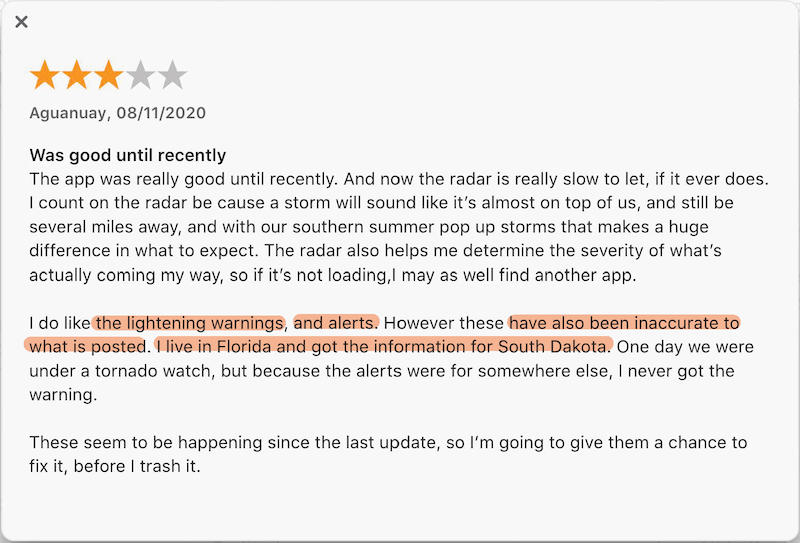 Aguanuay, 08/11/2020
Was good until recently
The app was really good until recently. And now the radar is really slow to let, if it ever does.
I count on the radar be cause a storm will sound like it's almost on top of us, and still be
several miles away, and with our southern summer pop up storms that makes a huge
difference in what to expect. The radar also helps me determine the severity of what's
actually coming my way, so if it's not loading,I may as well find another app.
I do like the lightening warnings, and alerts. However these have also been inaccurate to
what is posted. I live in Florida and got the information for South Dakota. One day we were
under a tornado watch, but because the alerts were for somewhere else, I never got the
warning.
These seem to be happening since the last update, so I'm going to give them a chance to
fix it, before I trash it.